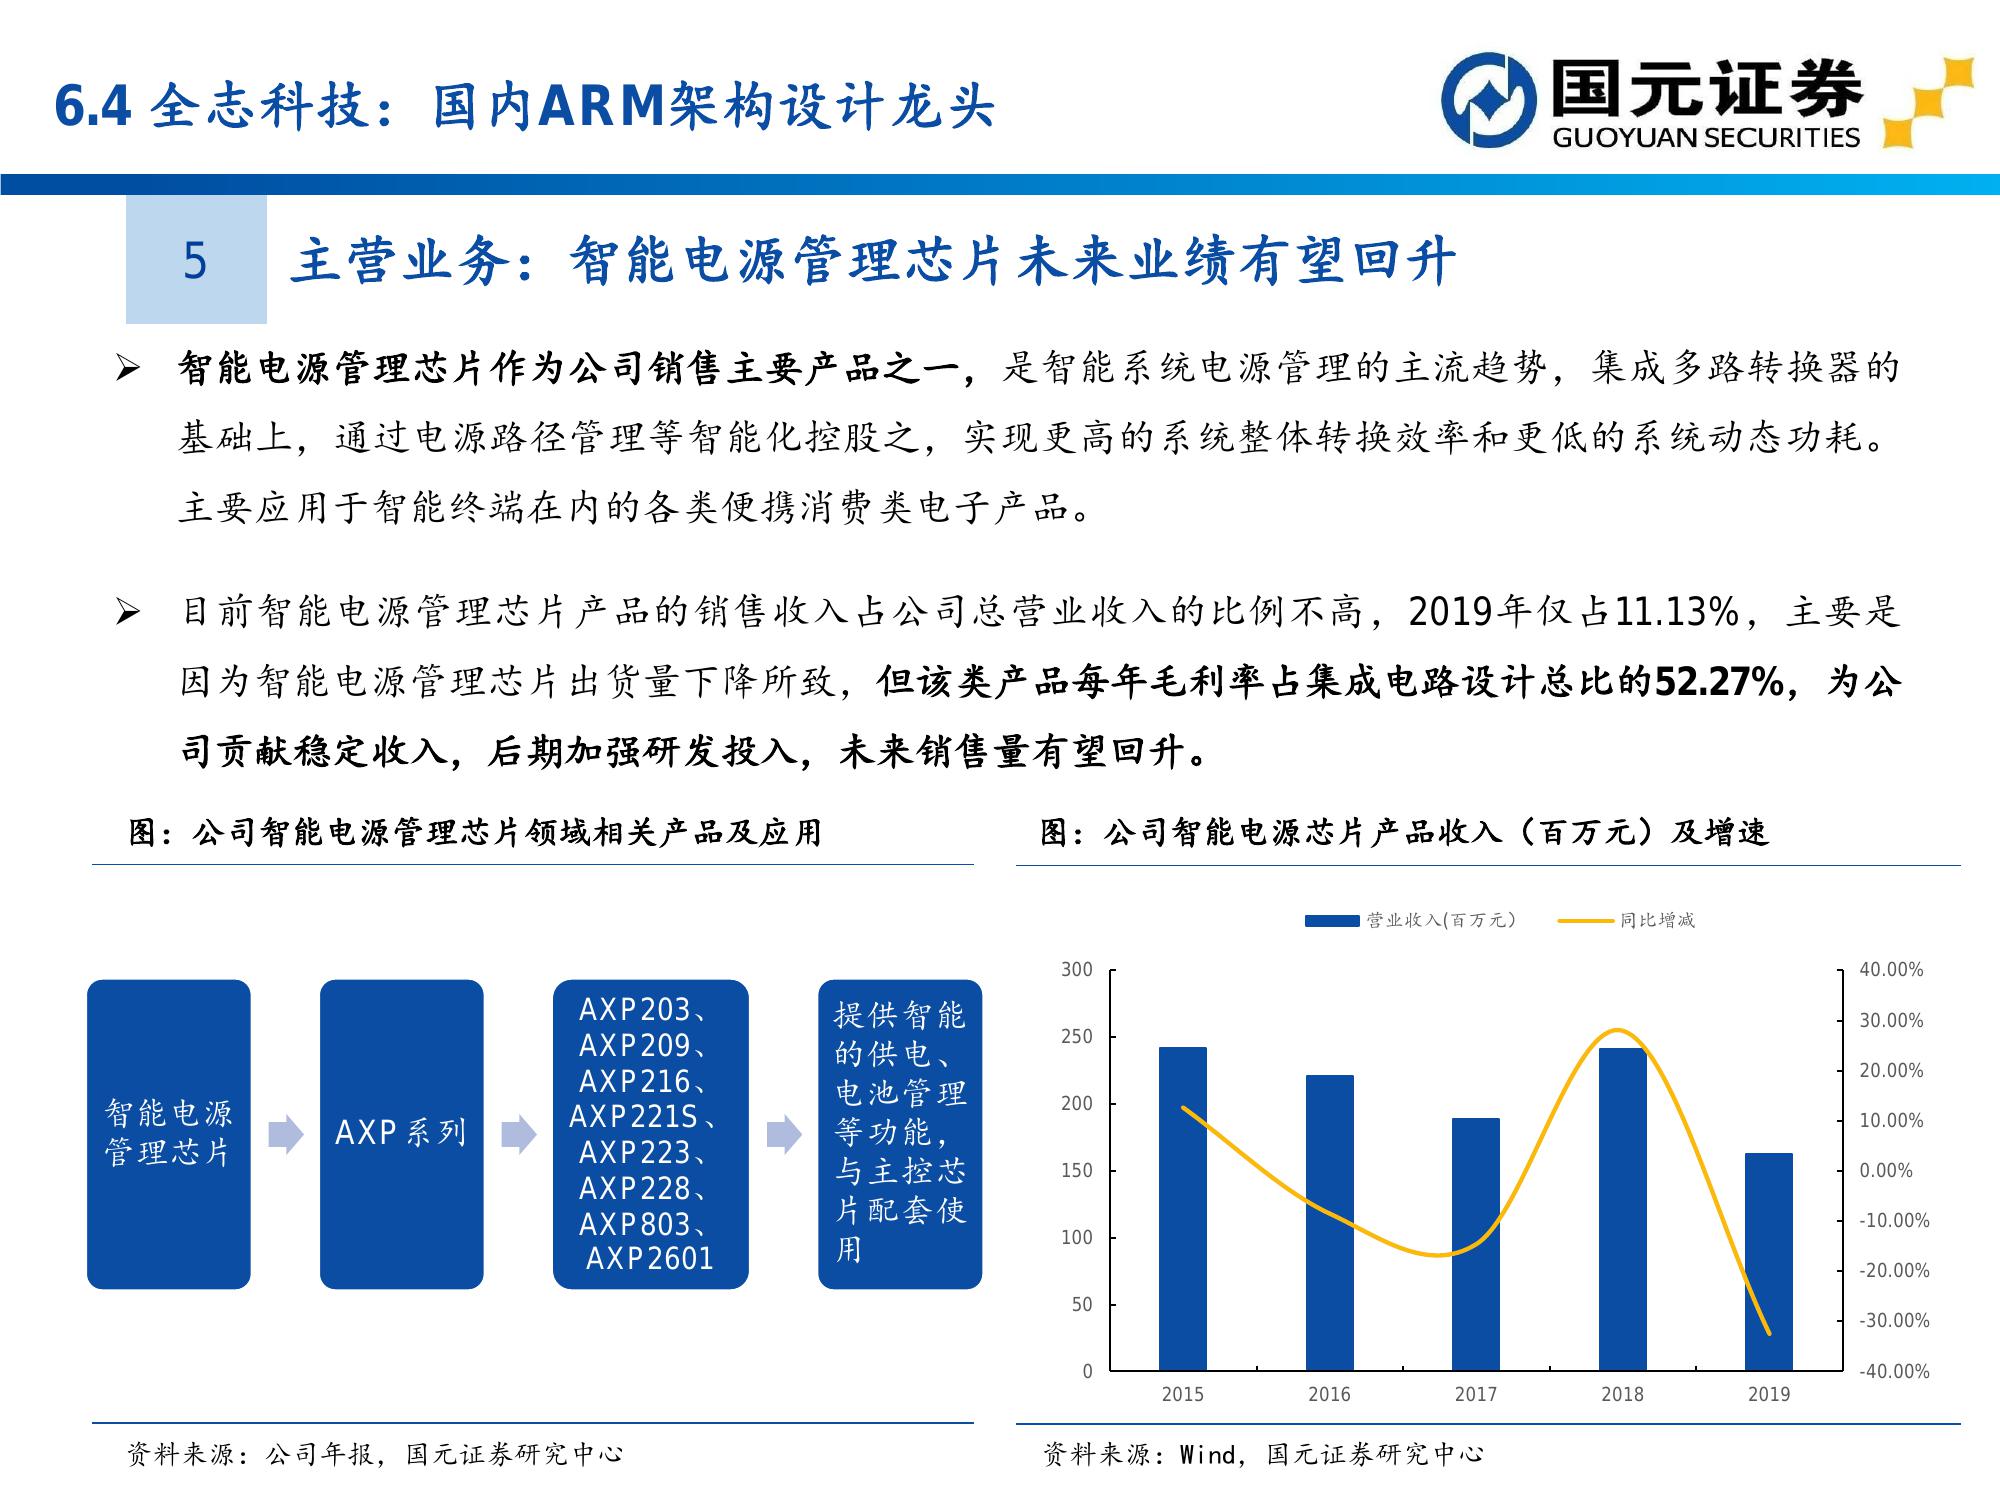 6.4 全志科技：国内ARM架构设计龙头
国元证券
GUOYUAN SECURITIES
5
主营业务：智能电源管理芯片未来业绩有望回升
智能电源管理芯片作为公司销售主要产品之一，是智能系统电源管理的主流趋势，集成多路转换器的
基础上，通过电源路径管理等智能化控股之，实现更高的系统整体转换效率和更低的系统动态功耗。
主要应用于智能终端在内的各类便携消费类电子产品。
目前智能电源管理芯片产品的销售收入占公司总营业收入的比例不高，2019年仅占11.13%，主要是
因为智能电源管理芯片出货量下降所致，但该类产品每年毛利率占集成电路设计总比的52.27%，为公
司贡献稳定收入，后期加强研发投入，未来销售量有望回升。
图：公司智能电源管理芯片领域相关产品及应用
智能电源
管理芯片
AXP系列
AXP203、
AXP209、
AXP216、
AXP221S、
AXP223、
AXP228、
AXP803、
AXP2601
提供智能
的供电、
电池管理
等功能，
与主控芯
片配套使
用
资料来源：公司年报，国元证券研究中心
图：公司智能电源芯片产品收入（百万元）及增速
营业收入(百万元）
同比增减
300
250
200
150
100
50
0
40.00%
30.00%
20.00%
10.00%
0.00%
-10.00%
-20.00%
-30.00%
-40.00%
2015
2016
2017
2018
2019
资料来源：Wind，国元证券研究中心